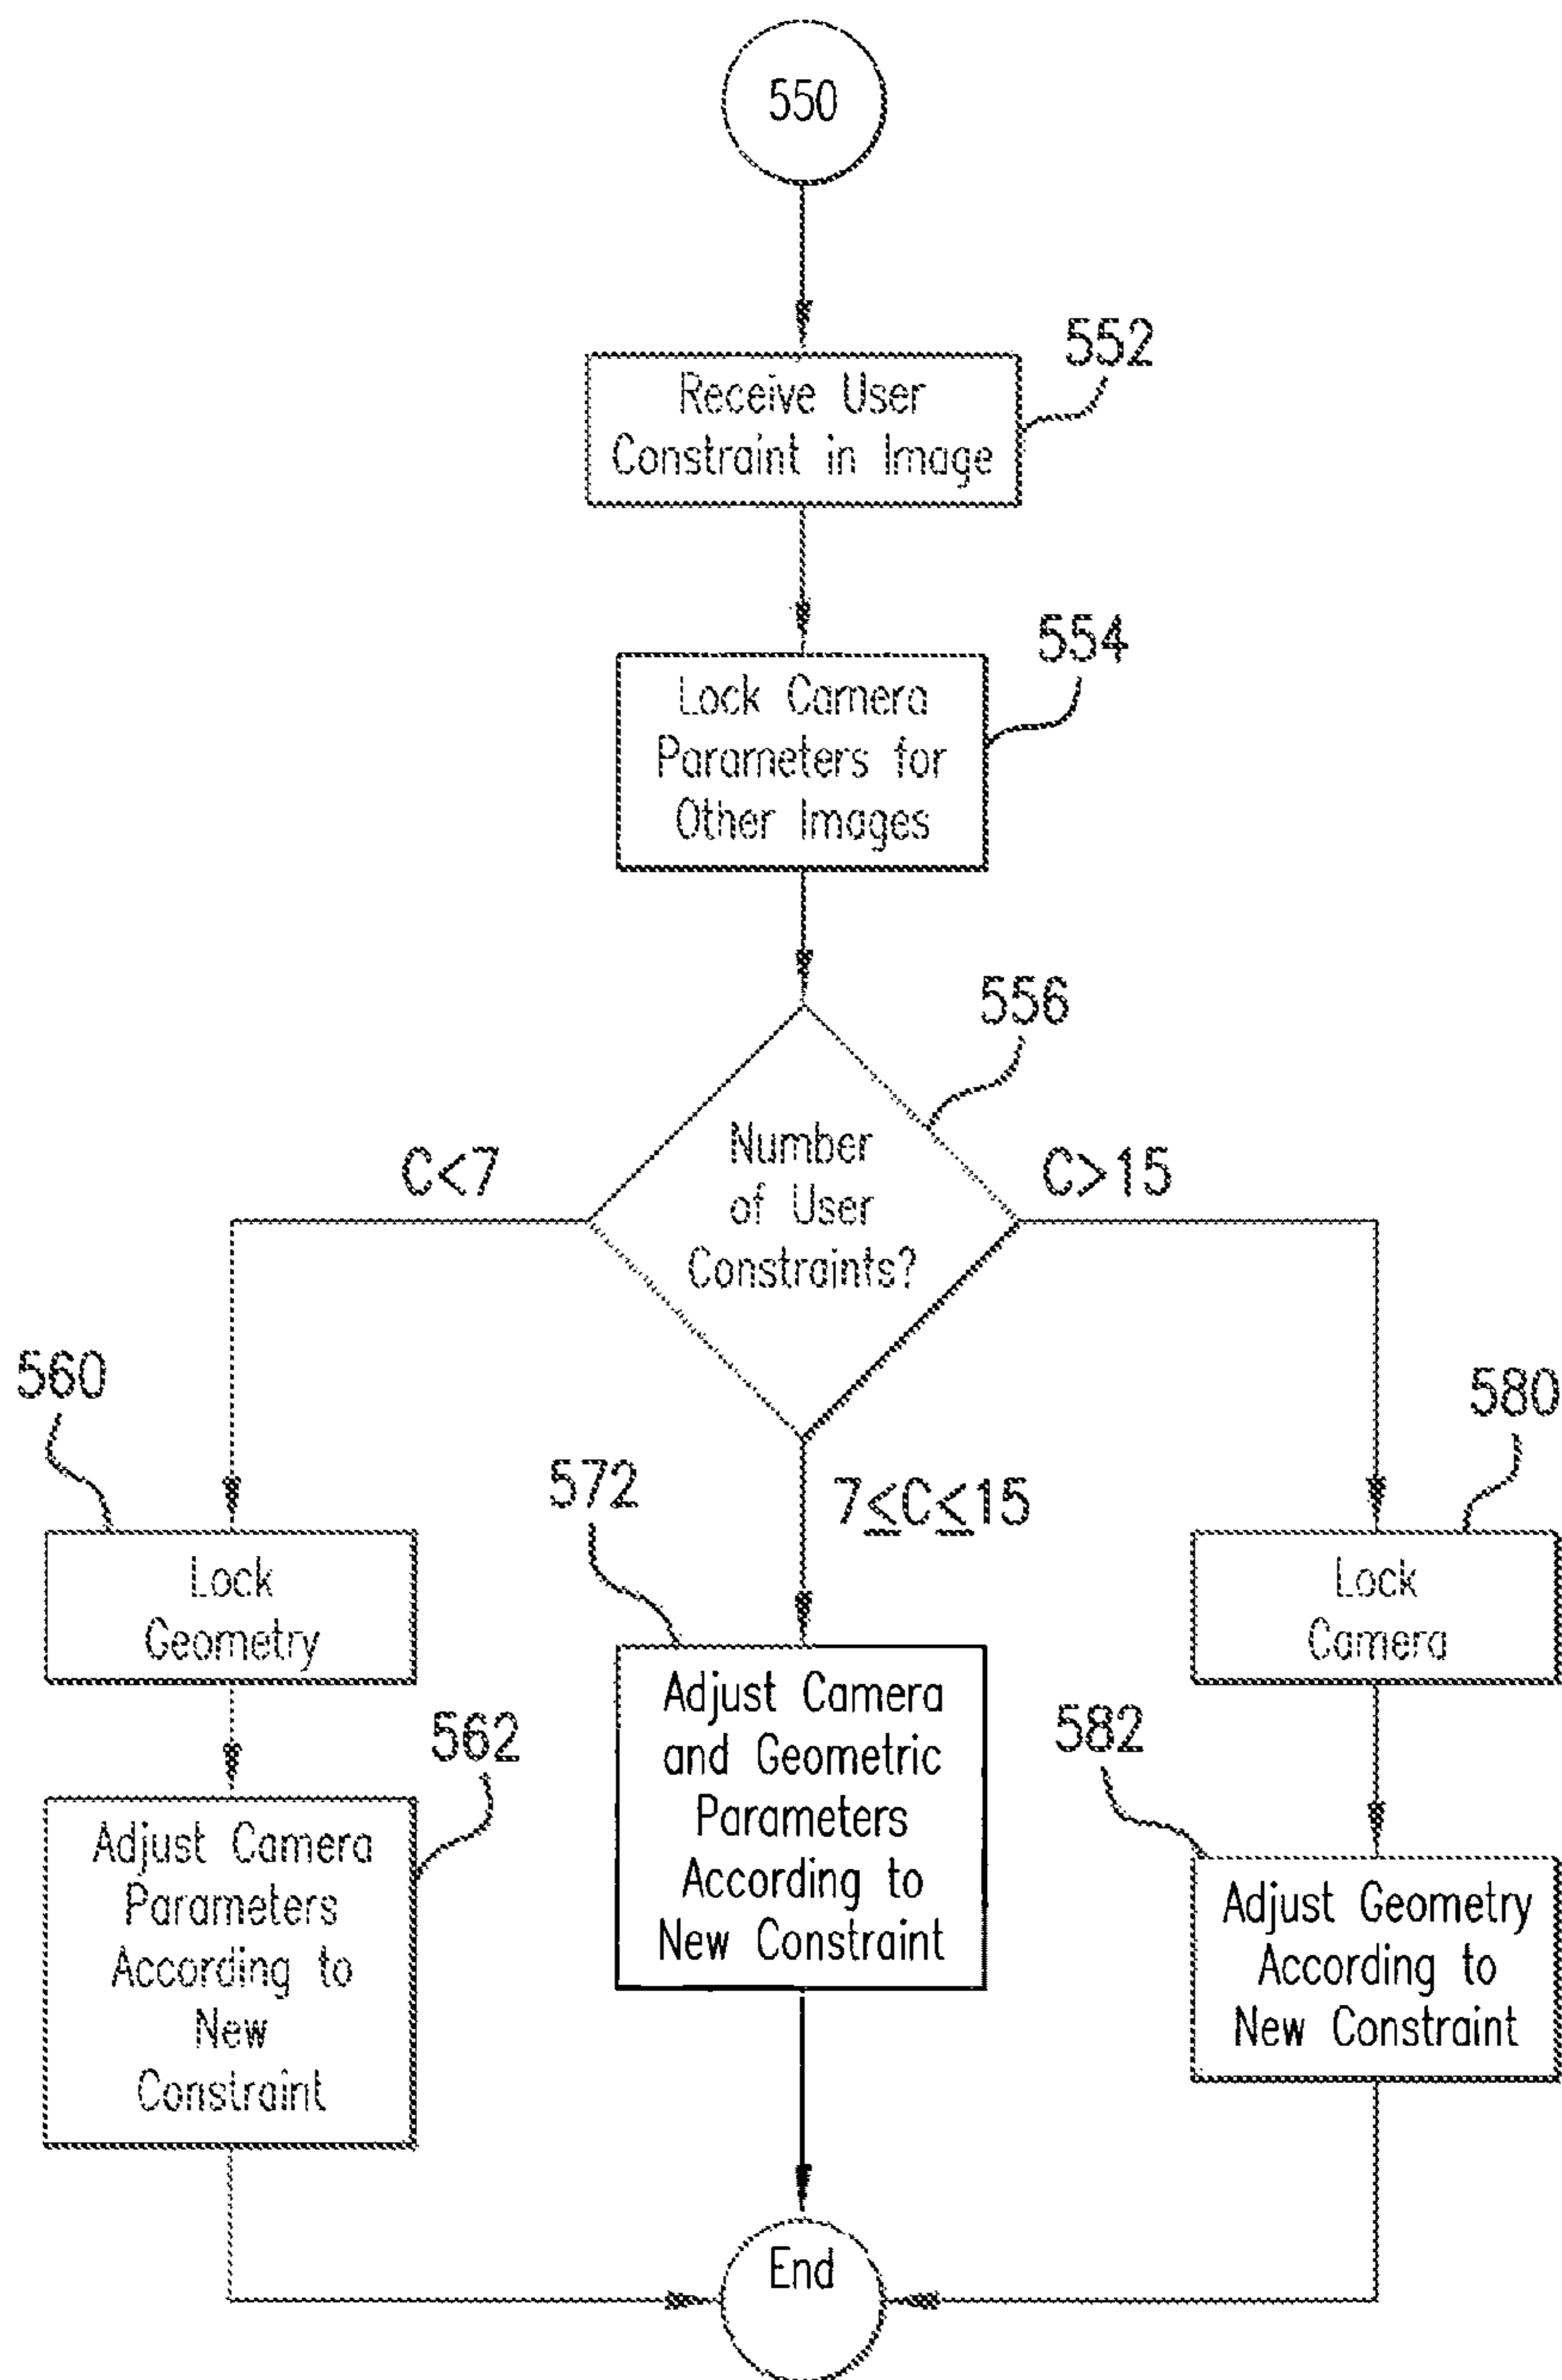 550
552
Receive User
Constraint in Image
554
Lock Camera
Parameters for
Other Images
556
Number
of User
Constraints?
C<7
C>15
7≤C≤15
560
Lock
Geometry
562
Adjust Camera
Parameters
According to
New
Constraint
572
Adjust Camera
and Geometric
Parameters
According to
New Constraint
580
Lock
Camera
582
Adjust Geometry
According to
New Constraint
End